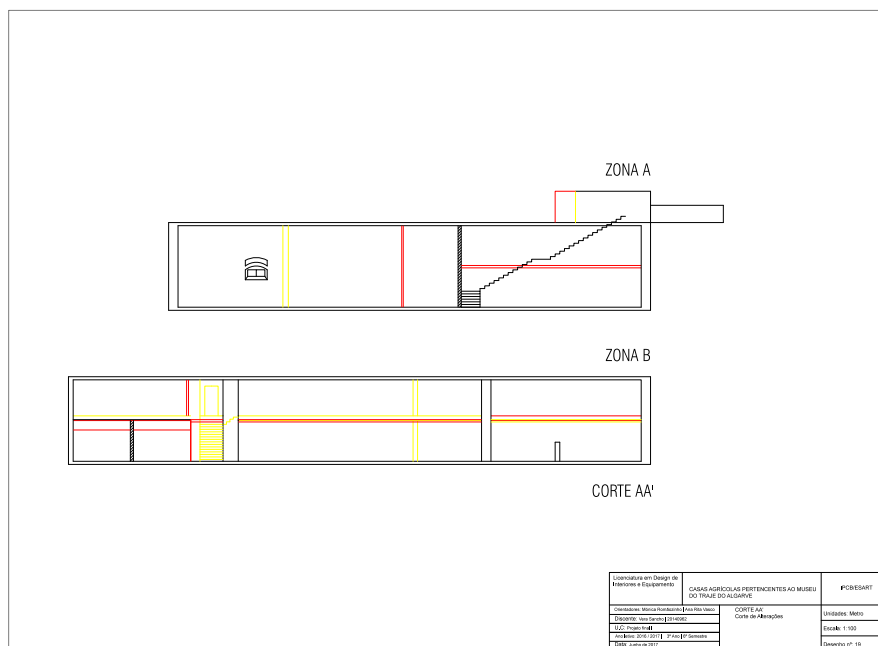 ZONA A
ZONA B
CORTE AA'
Licenciatura em Design de
Interiores e Equipamento
CASAS AGRÍCOLAS PERTENCENTES AO MUSEU
DO TRAJE DO ALGARVE
IPCB/ESART
Orientadores: Mónica Romãozinho | Ana Rita Vasco
Discente: Vera Sancho | 20140962
U.C: Projeto final I
Ano letivo: 2016 / 2017 | 3º Ano | 6º Semestre
Data: Junho de 2017
CORTE AA'
Corte de Alterações
Unidades: Metro
Escala: 1:100
Desenho nº: 19